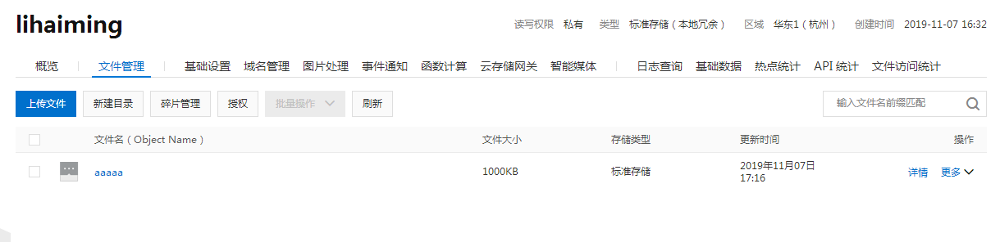 lihaiming
读写权限 私有 类型 标准存储（本地冗余） 区域 华东1（杭州） 创建时间 2019-11-07 16:32
概览 文件管理 基础设置 域名管理 图片处理 事件通知 函数计算 云存储网关 智能媒体 日志查询 基础数据 热点统计 API 统计 文件访问统计
上传文件 新建目录 碎片管理 授权 批量操作 刷新 输入文件名前缀匹配
文件名（Object Name） 文件大小 存储类型 更新时间 操作
aaaaa 1000KB 标准存储 2019年11月07日 详情 更多
17:16